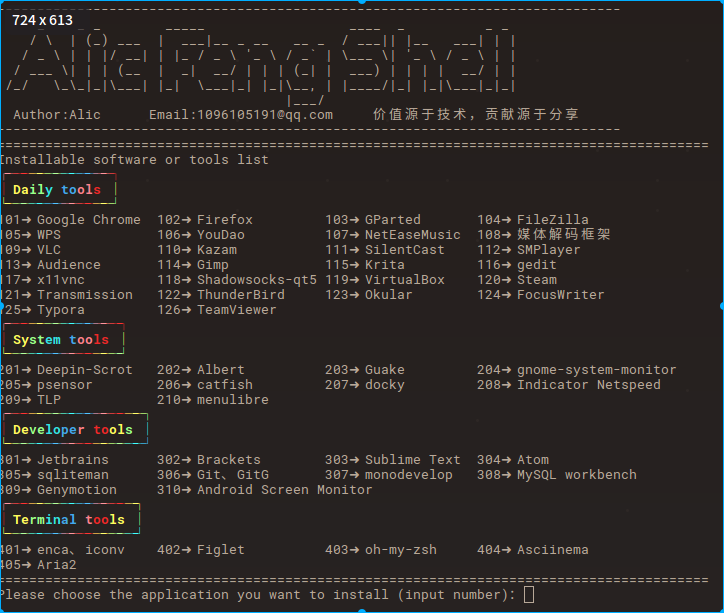 724 x 613
Author:Alic Email:1096105191@qq.com 价值源于技术，贡献源于分享
Installable software or tools list
Daily tools
101→ Google Chrome 102→ Firefox 103→ GParted 104→ FileZilla
105→ WPS 106→ YouDao 107→ NetEaseMusic 108→ 媒体解码框架
109→ VLC 110→ Kazam 111→ SilentCast 112→ SMPlayer
113→ Audience 114→ Gimp 115→ Krita 116→ gedit
117→ x11vnc 118→ Shadowsocks-qt5 119→ VirtualBox 120→ Steam
121→ Transmission 122→ ThunderBird 123→ Okular 124→ FocusWriter
125→ Typora 126→ TeamViewer
System tools
201→ Deepin-Scrot 202→ Albert 203→ Guake 204→ gnome-system-monitor
205→ psensor 206→ catfish 207→ docky 208→ Indicator Netspeed
209→ TLP 210→ menulibre
Developer tools
301→ Jetbrains 302→ Brackets 303→ Sublime Text 304→ Atom
305→ sqliteman 306→ Git、GitG 307→ monodevelop 308→ MySQL workbench
309→ Genymotion 310→ Android Screen Monitor
Terminal tools
401→ enca、iconv 402→ Figlet 403→ oh-my-zsh 404→ Asciinema
405→ Aria2
Please choose the application you want to install (input number):